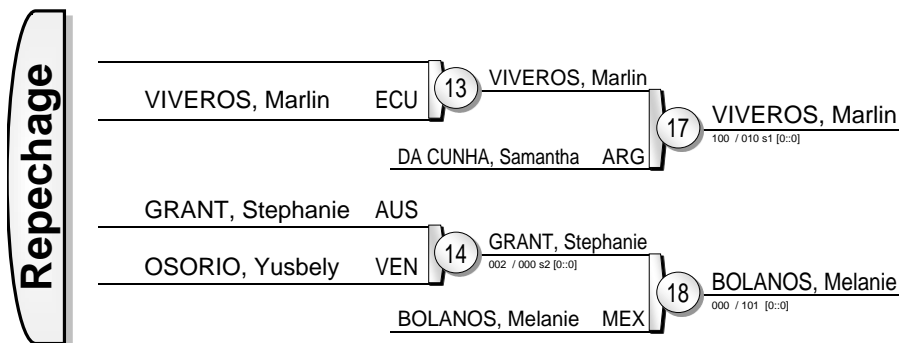 Repechage
VIVEROS, Marlin ECU
13
VIVEROS, Marlin
DA CUNHA, Samantha ARG
17
VIVEROS, Marlin
100 / 010 s1 [0::0]
GRANT, Stephanie AUS
OSORIO, Yusbely VEN
14
GRANT, Stephanie
002 / 000 s2 [0::0]
BOLANOS, Melanie MEX
18
BOLANOS, Melanie
000 / 101 [0::0]